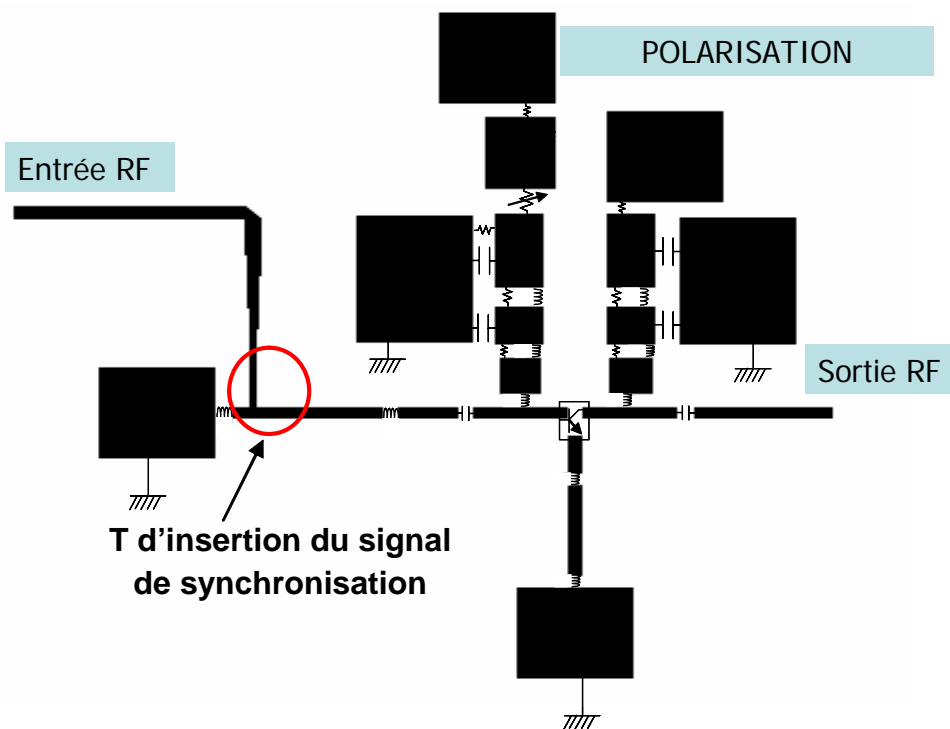 POLARISATION
Entrée RF
Sortie RF
T d’insertion du signal
de synchronisation